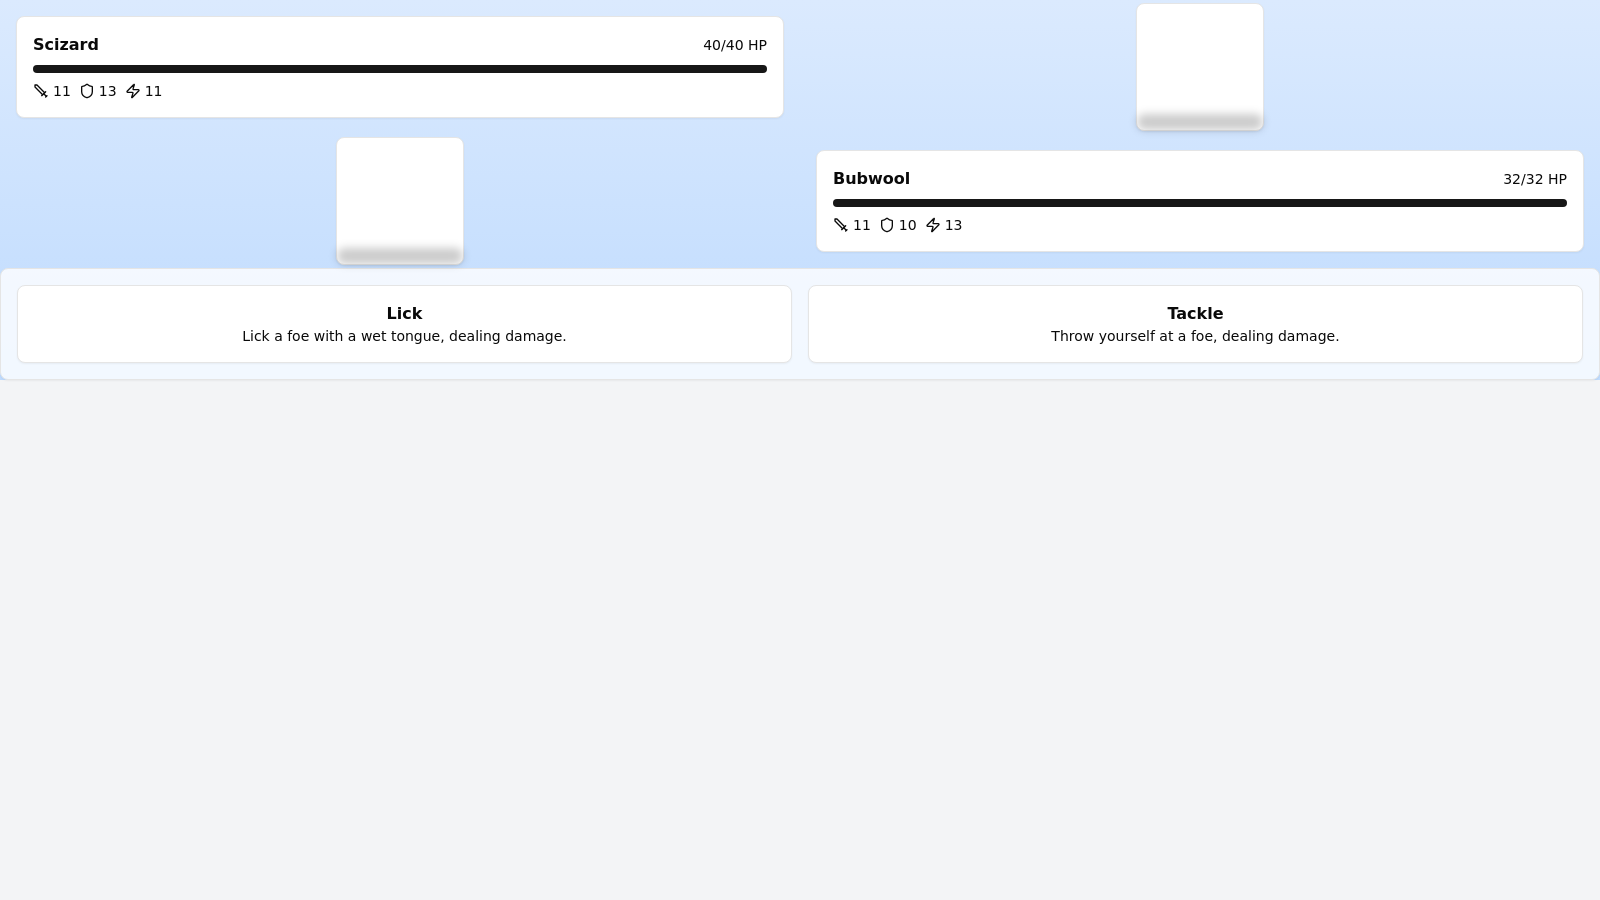 Scizard
40/40 HP
11 13 11
Bubwool
32/32 HP
11 10 13
Lick
Lick a foe with a wet tongue, dealing damage.
Tackle
Throw yourself at a foe, dealing damage.